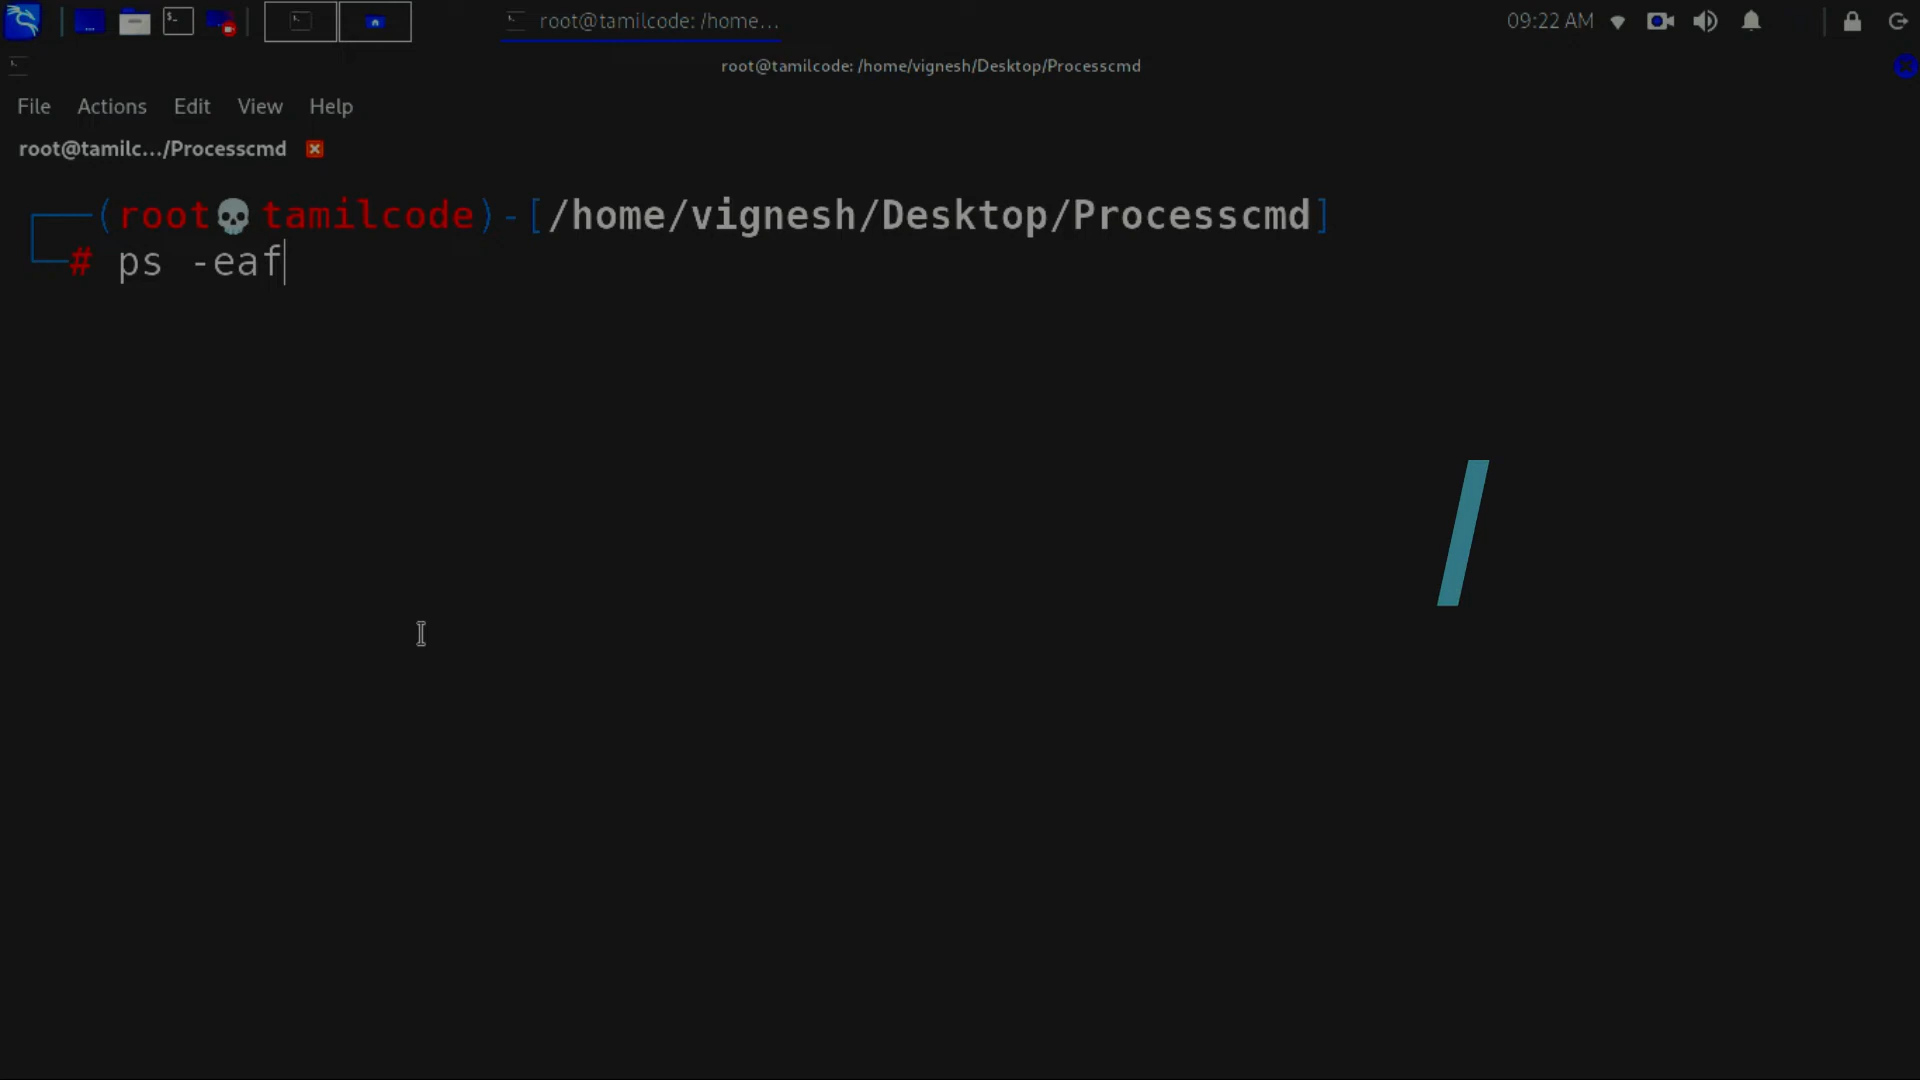 root@tamilcode: /home...
09:22 AM
root@tamilcode: /home/vignesh/Desktop/Processcmd
File Actions Edit View Help
root@tamilc.../Processcmd
(root💀tamilcode)-[/home/vignesh/Desktop/Processcmd]
# ps -eaf
/